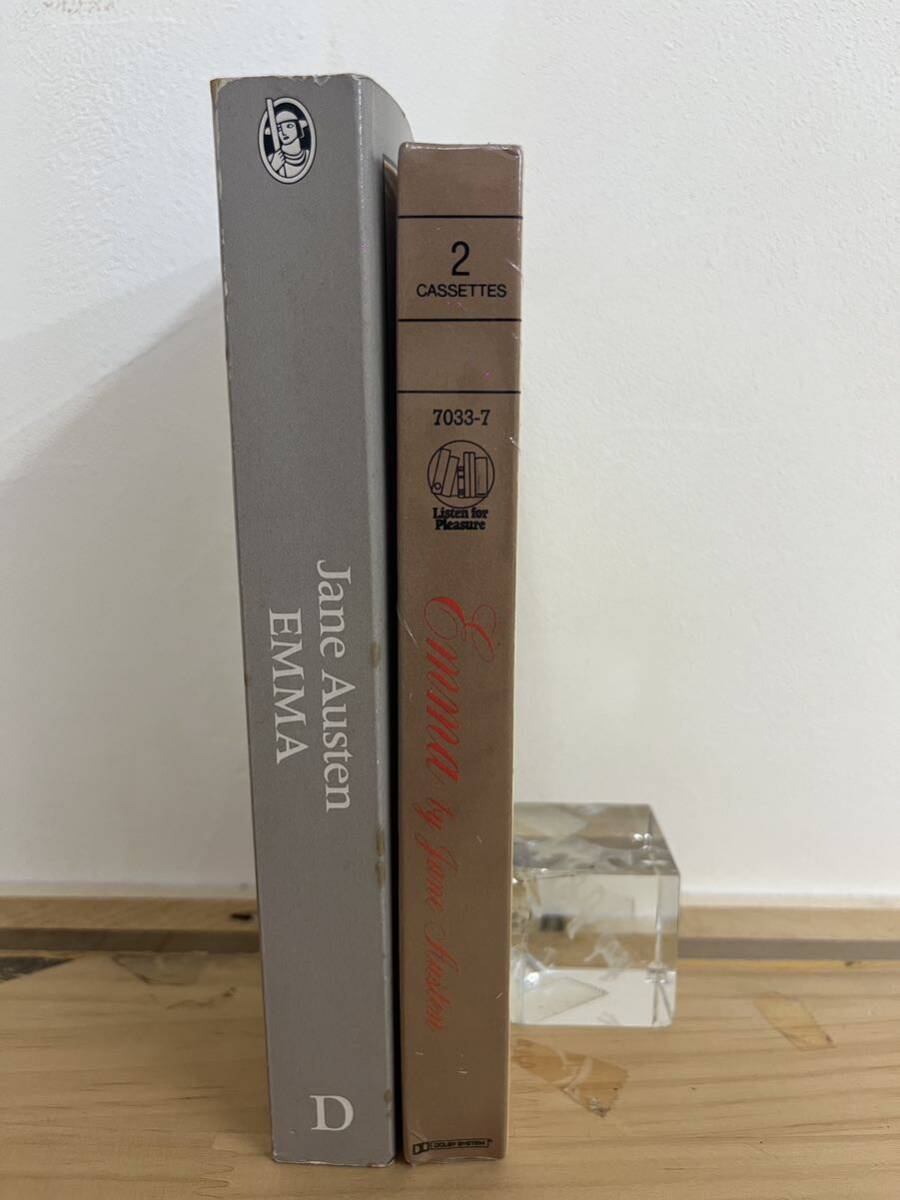 Jane Austen
EMMA
D
2
CASSETTES
7033-7
Listen for
Pleasure
Emma by Jane Austen
DOLBY SYSTEM